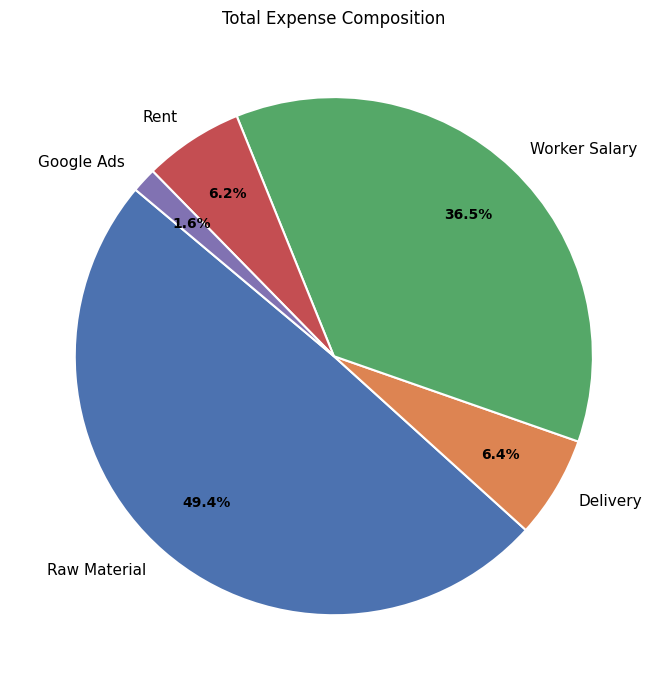 Total Expense Composition
Rent
Worker Salary
Google Ads
6.2%
36.5%
1.6%
6.4%
49.4%
Delivery
Raw Material